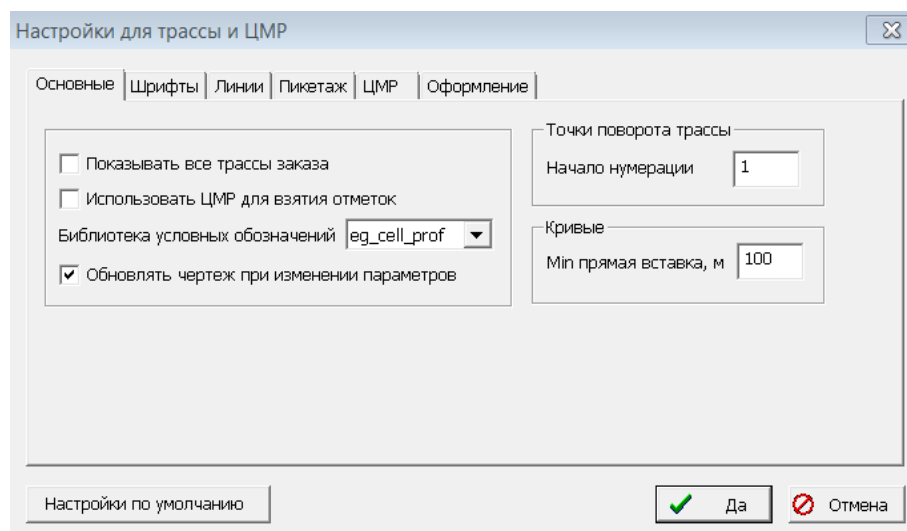 Настройки для трассы и ЦМР
Основные Шрифты Линии Пикетаж ЦМР Оформление
Показывать все трассы заказа
Использовать ЦМР для взятия отметок
Библиотека условных обозначений eg_cell_prof
Обновлять чертеж при изменении параметров
Точки поворота трассы
Начало нумерации 1
Кривые
Min прямая вставка, м 100
Настройки по умолчанию Да Отмена